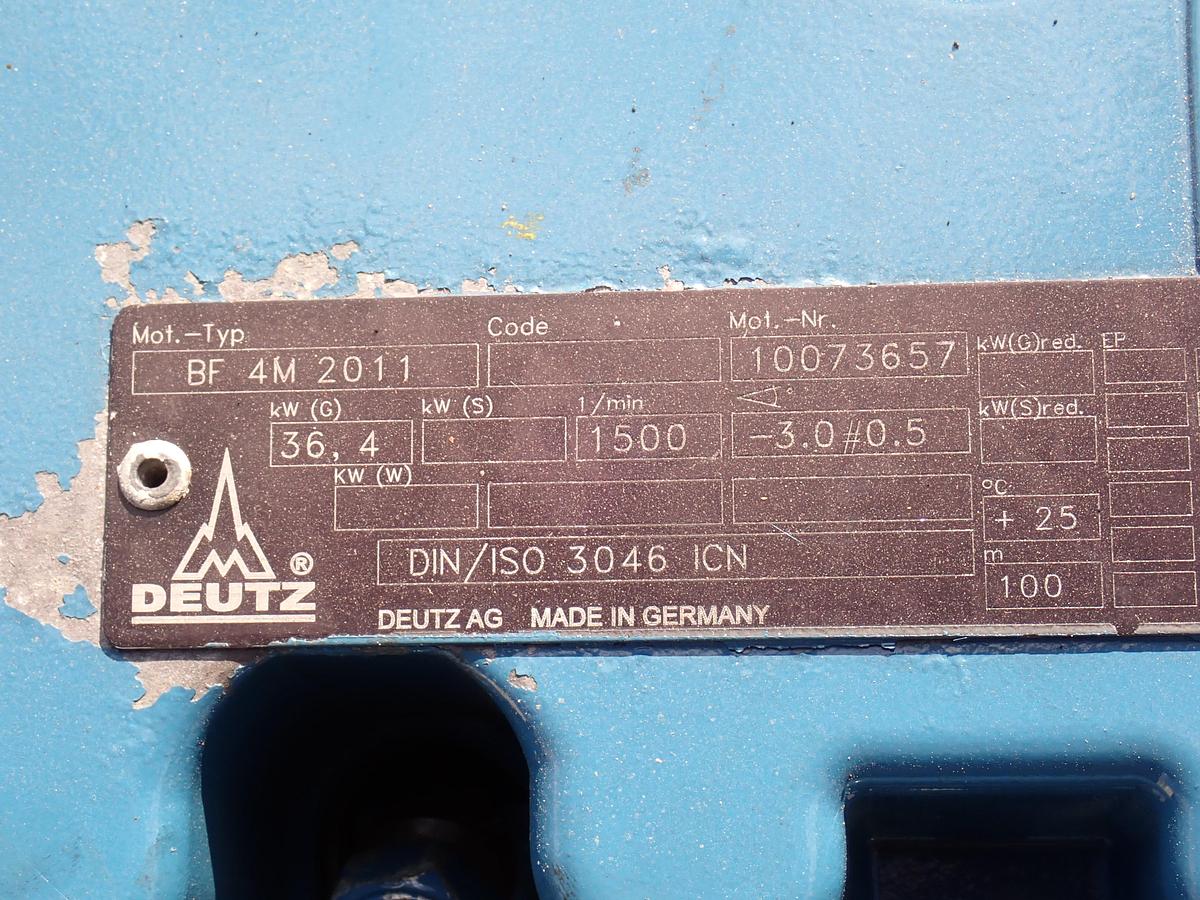 Mot.-Typ Code Mot.-Nr.
BF 4M 2011 10073657 kW(G)red. EP
kW (G) kW (S) 1/min
36, 4 1500 -3.0#0.5 kW(S)red.
kW (W)
°C
+ 25
DIN/ISO 3046 ICN m
100
DEUTZ ®
DEUTZ AG MADE IN GERMANY